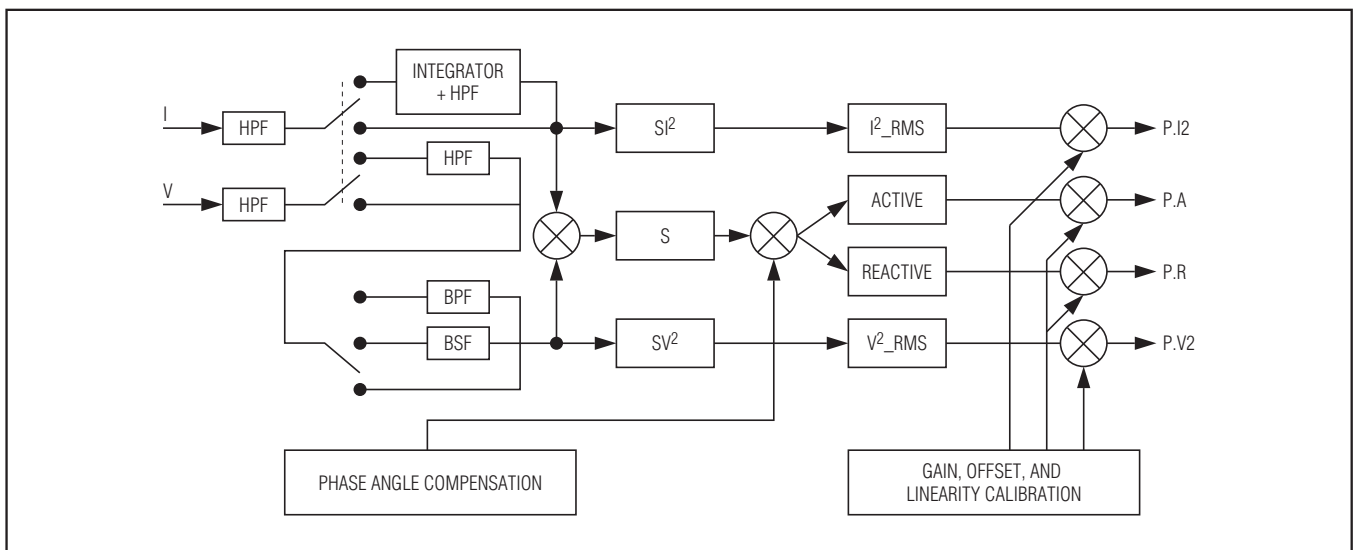 INTEGRATOR
+ HPF
I
HPF
SI²
I²_RMS
P.I2
HPF
V
HPF
ACTIVE
P.A
S
REACTIVE
P.R
BPF
BSF
SV²
V²_RMS
P.V2
PHASE ANGLE COMPENSATION
GAIN, OFFSET, AND
LINEARITY CALIBRATION